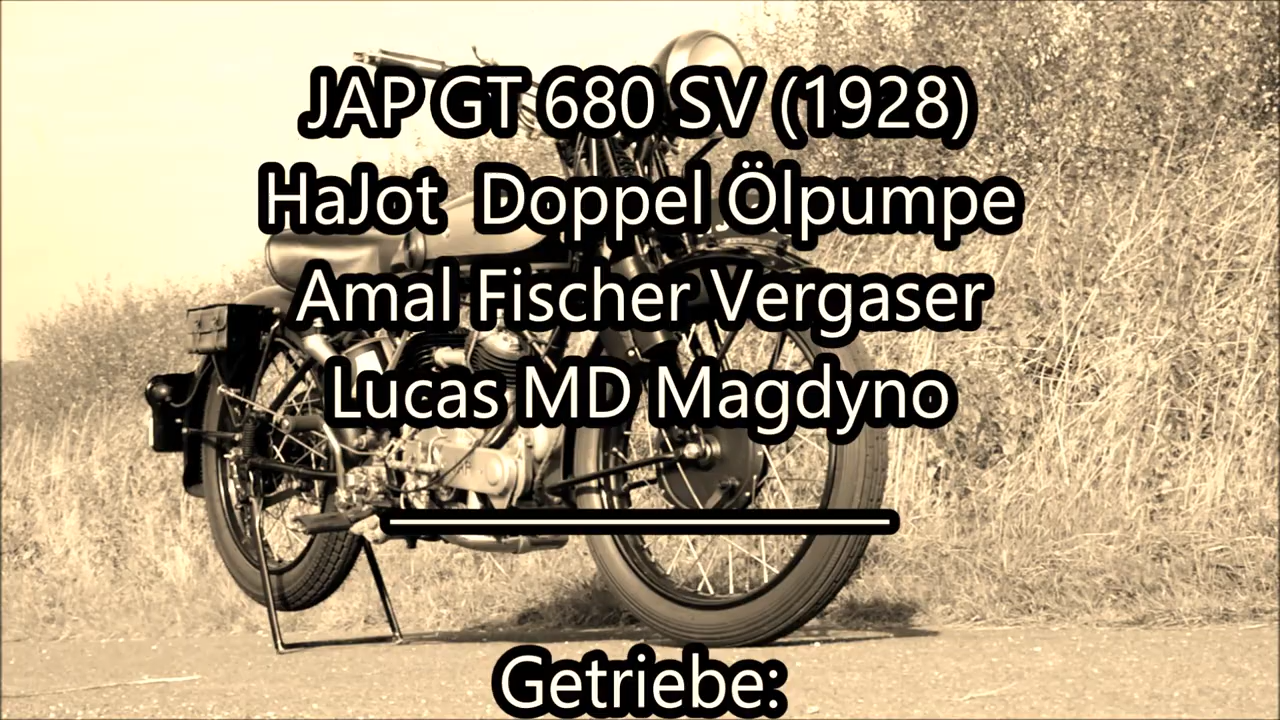 JAP GT 680 SV (1928)
HaJot Doppel Ölpumpe
Amal Fischer Vergaser
Lucas MD Magdyno
Getriebe: